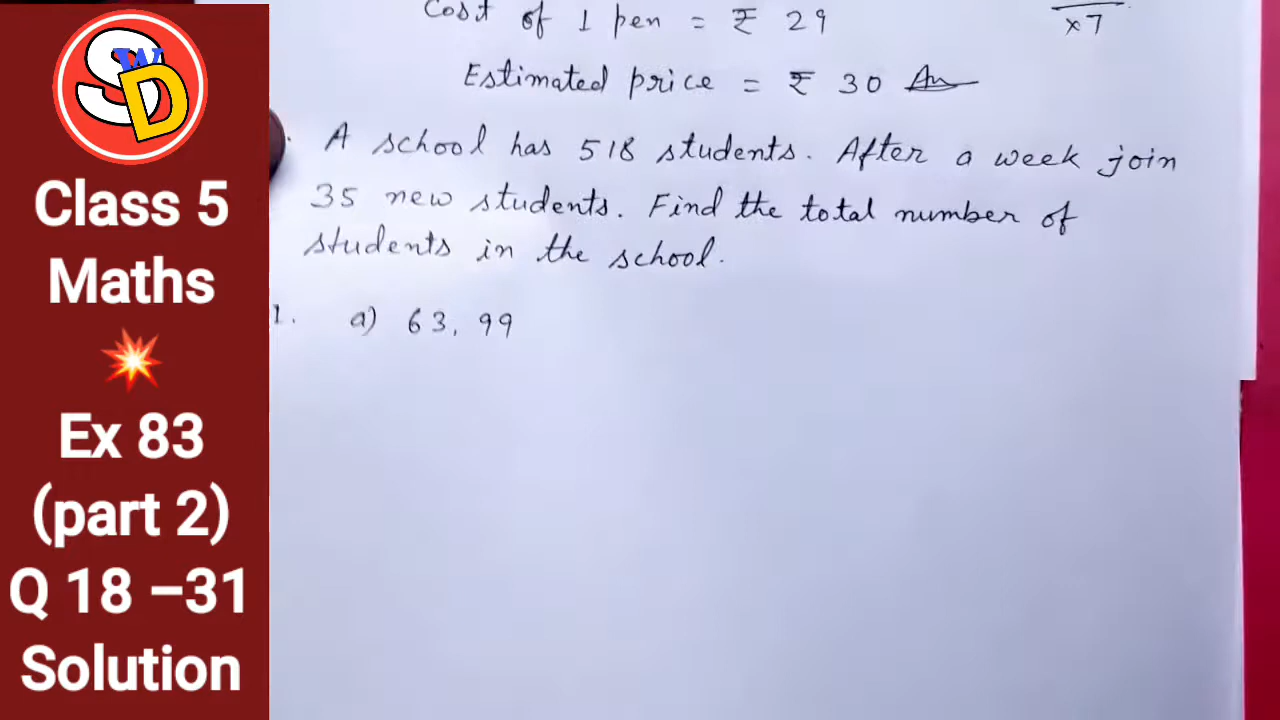 SWD
Class 5
Maths
Ex 83
(part 2)
Q 18 –31
Solution
Cost of 1 pen = ₹ 29
×7
Estimated price = ₹ 30 Ans
A school has 518 students. After a week join
35 new students. Find the total number of
students in the school.
1. a) 63, 99